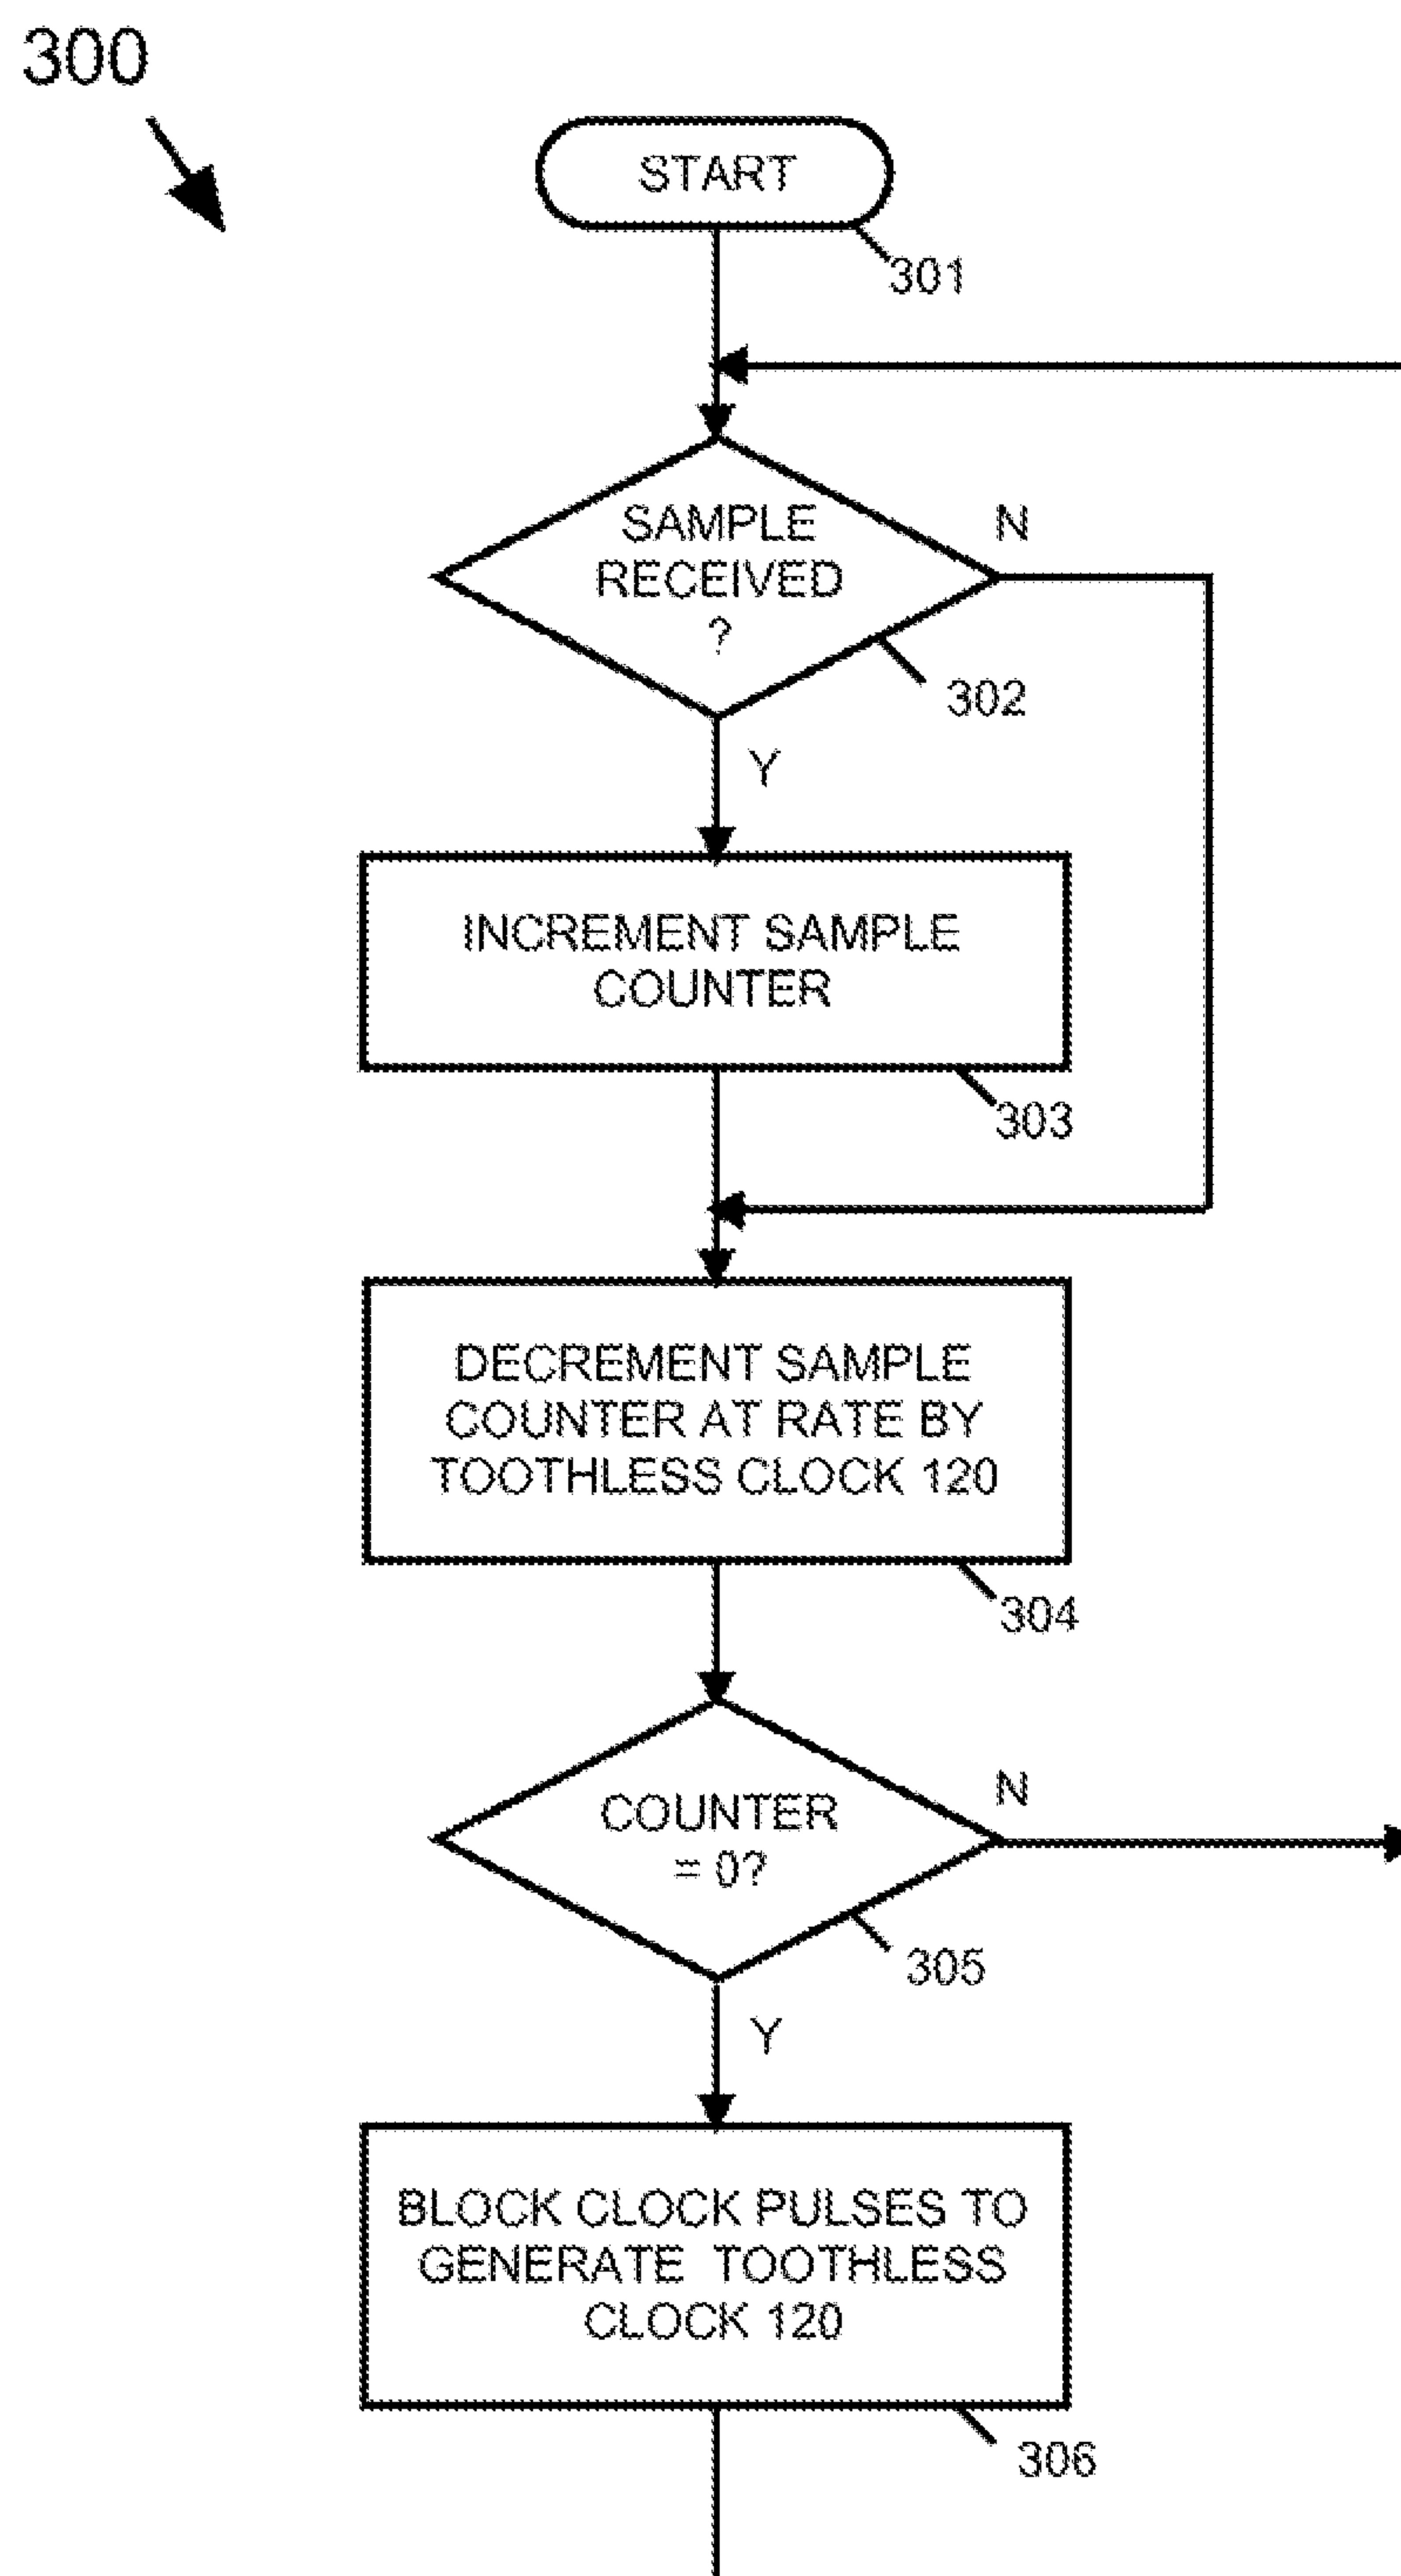 300
START
301
SAMPLE
RECEIVED
?
N
302
Y
INCREMENT SAMPLE
COUNTER
303
DECREMENT SAMPLE
COUNTER AT RATE BY
TOOTHLESS CLOCK 120
304
COUNTER
= 0?
N
305
Y
BLOCK CLOCK PULSES TO
GENERATE TOOTHLESS
CLOCK 120
306